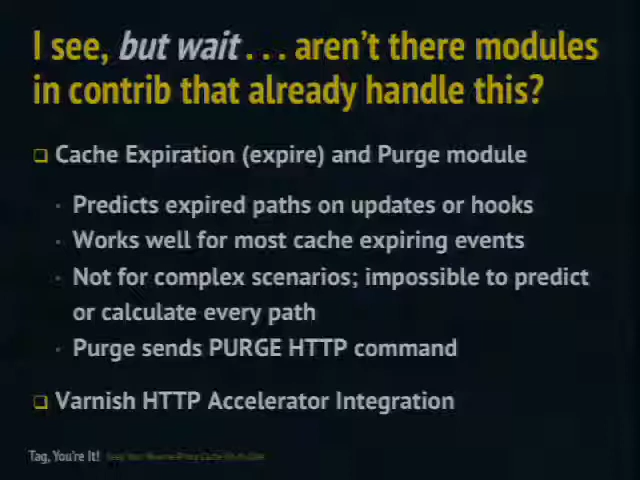 I see, but wait . . . aren't there modules
in contrib that already handle this?
❑ Cache Expiration (expire) and Purge module
· Predicts expired paths on updates or hooks
· Works well for most cache expiring events
· Not for complex scenarios; impossible to predict
or calculate every path
· Purge sends PURGE HTTP command
❑ Varnish HTTP Accelerator Integration
Tag, You're It!